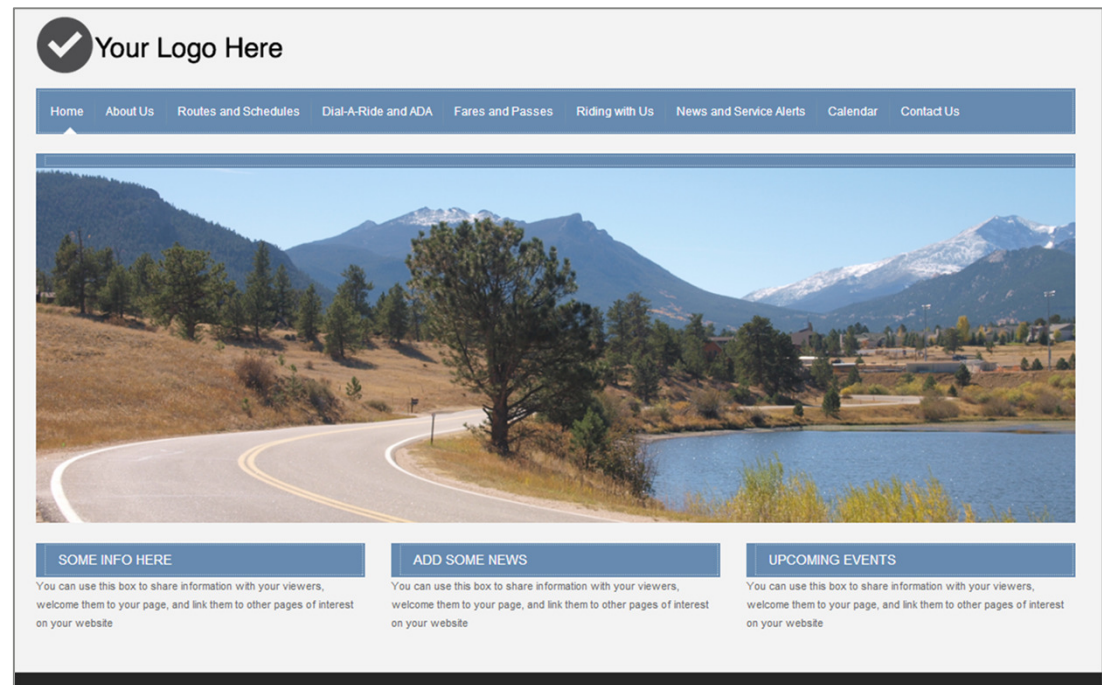 Your Logo Here
Home About Us Routes and Schedules Dial-A-Ride and ADA Fares and Passes Riding with Us News and Service Alerts Calendar Contact Us
SOME INFO HERE
You can use this box to share information with your viewers,
welcome them to your page, and link them to other pages of interest
on your website
ADD SOME NEWS
You can use this box to share information with your viewers,
welcome them to your page, and link them to other pages of interest
on your website
UPCOMING EVENTS
You can use this box to share information with your viewers,
welcome them to your page, and link them to other pages of interest
on your website